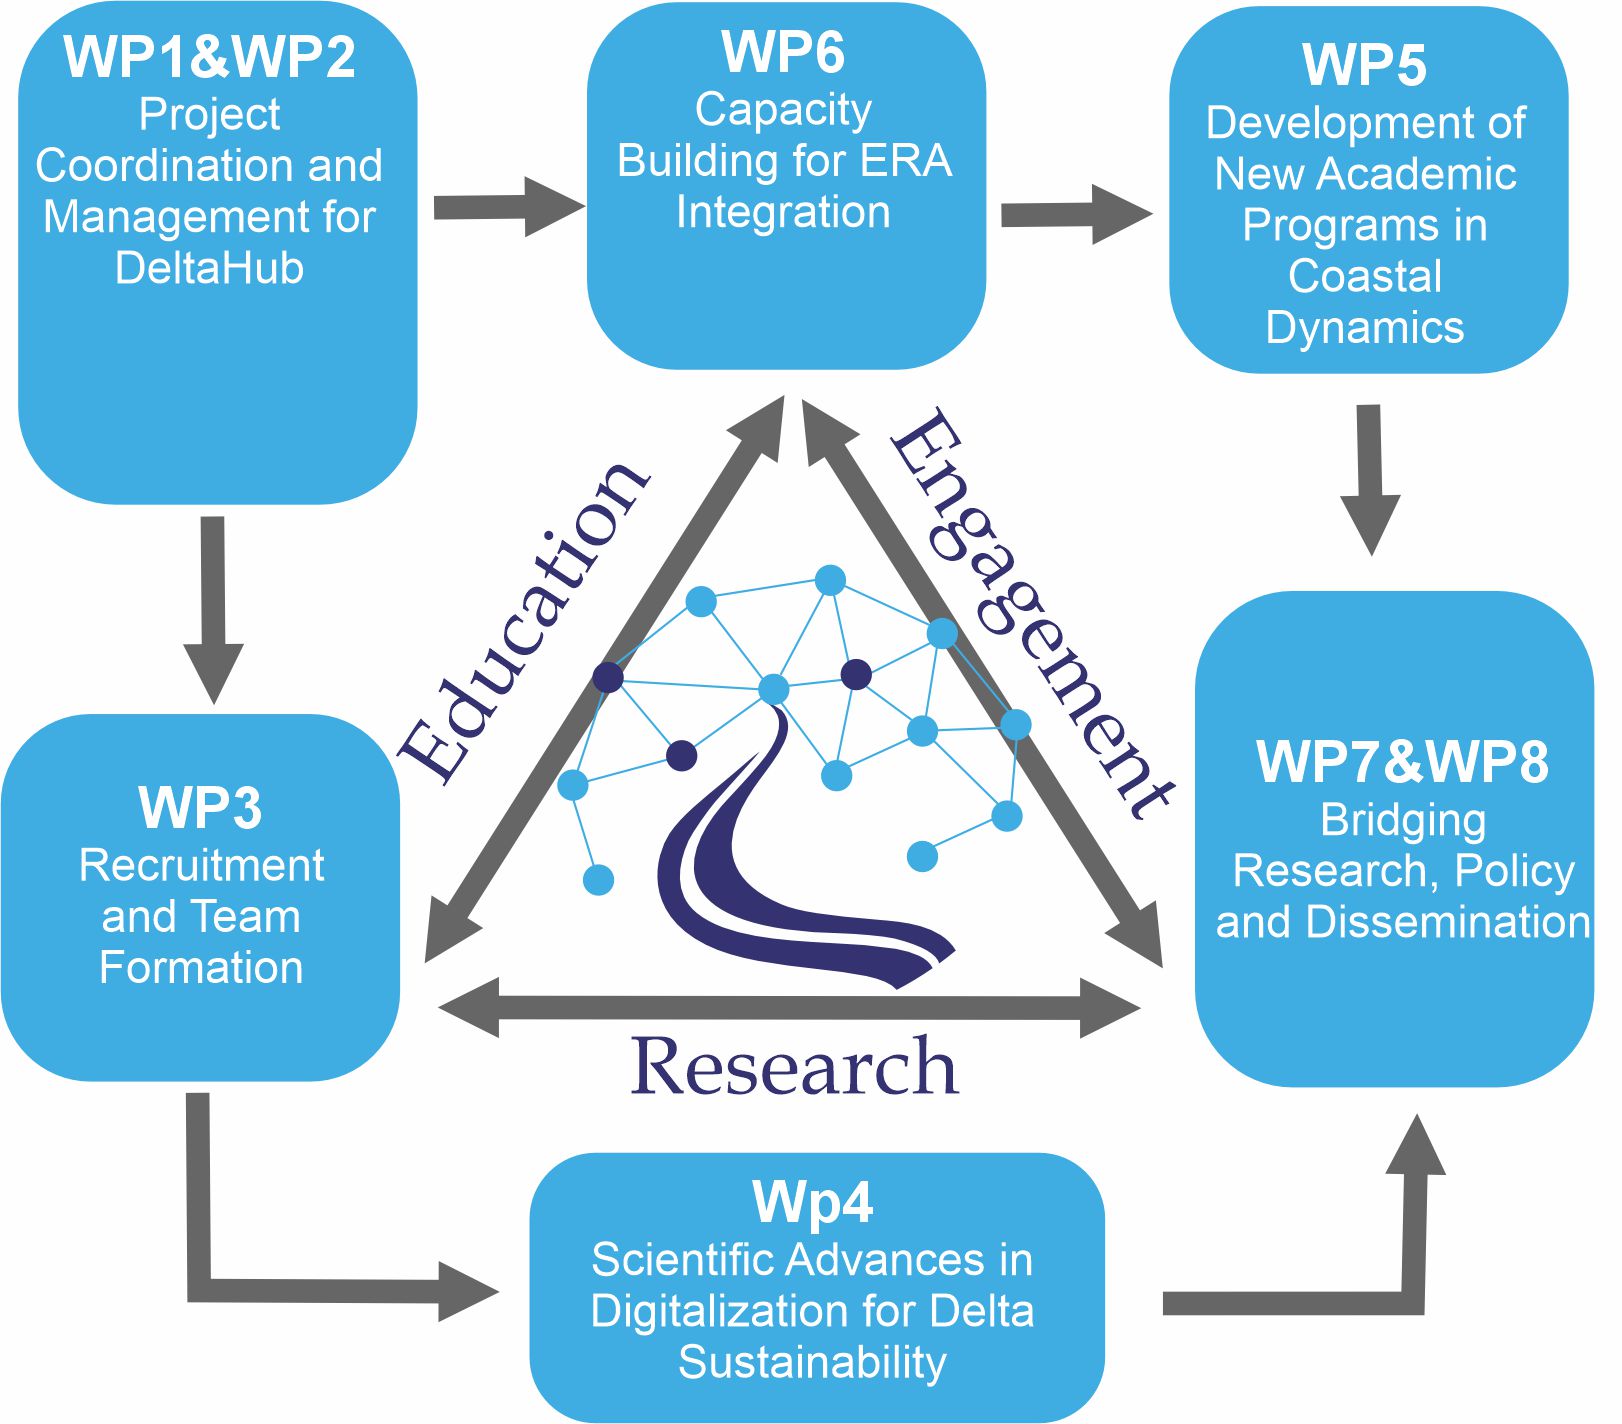 WP1&WP2
Project
Coordination and
Management for
DeltaHub
WP6
Capacity
Building for ERA
Integration
WP5
Development of
New Academic
Programs in
Coastal
Dynamics
Education
Engagement
WP3
Recruitment
and Team
Formation
WP7&WP8
Bridging
Research, Policy
and Dissemination
Research
Wp4
Scientific Advances in
Digitalization for Delta
Sustainability